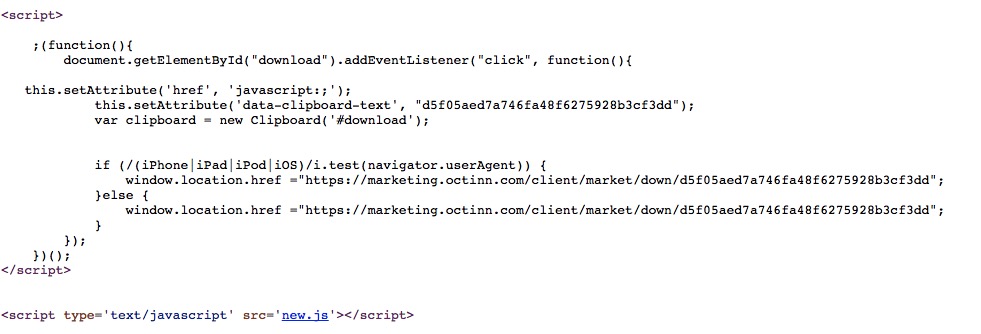 <script>
;(function(){
document.getElementById("download").addEventListener("click", function(){
this.setAttribute('href', 'javascript:;');
this.setAttribute('data-clipboard-text', "d5f05aed7a746fa48f6275928b3cf3dd");
var clipboard = new Clipboard('#download');
if (/(iPhone|iPad|iPod|iOS)/i.test(navigator.userAgent)) {
window.location.href ="https://marketing.octinn.com/client/market/down/d5f05aed7a746fa48f6275928b3cf3dd";
}else {
window.location.href ="https://marketing.octinn.com/client/market/down/d5f05aed7a746fa48f6275928b3cf3dd";
}
});
})();
</script>
<script type='text/javascript' src='new.js'></script>